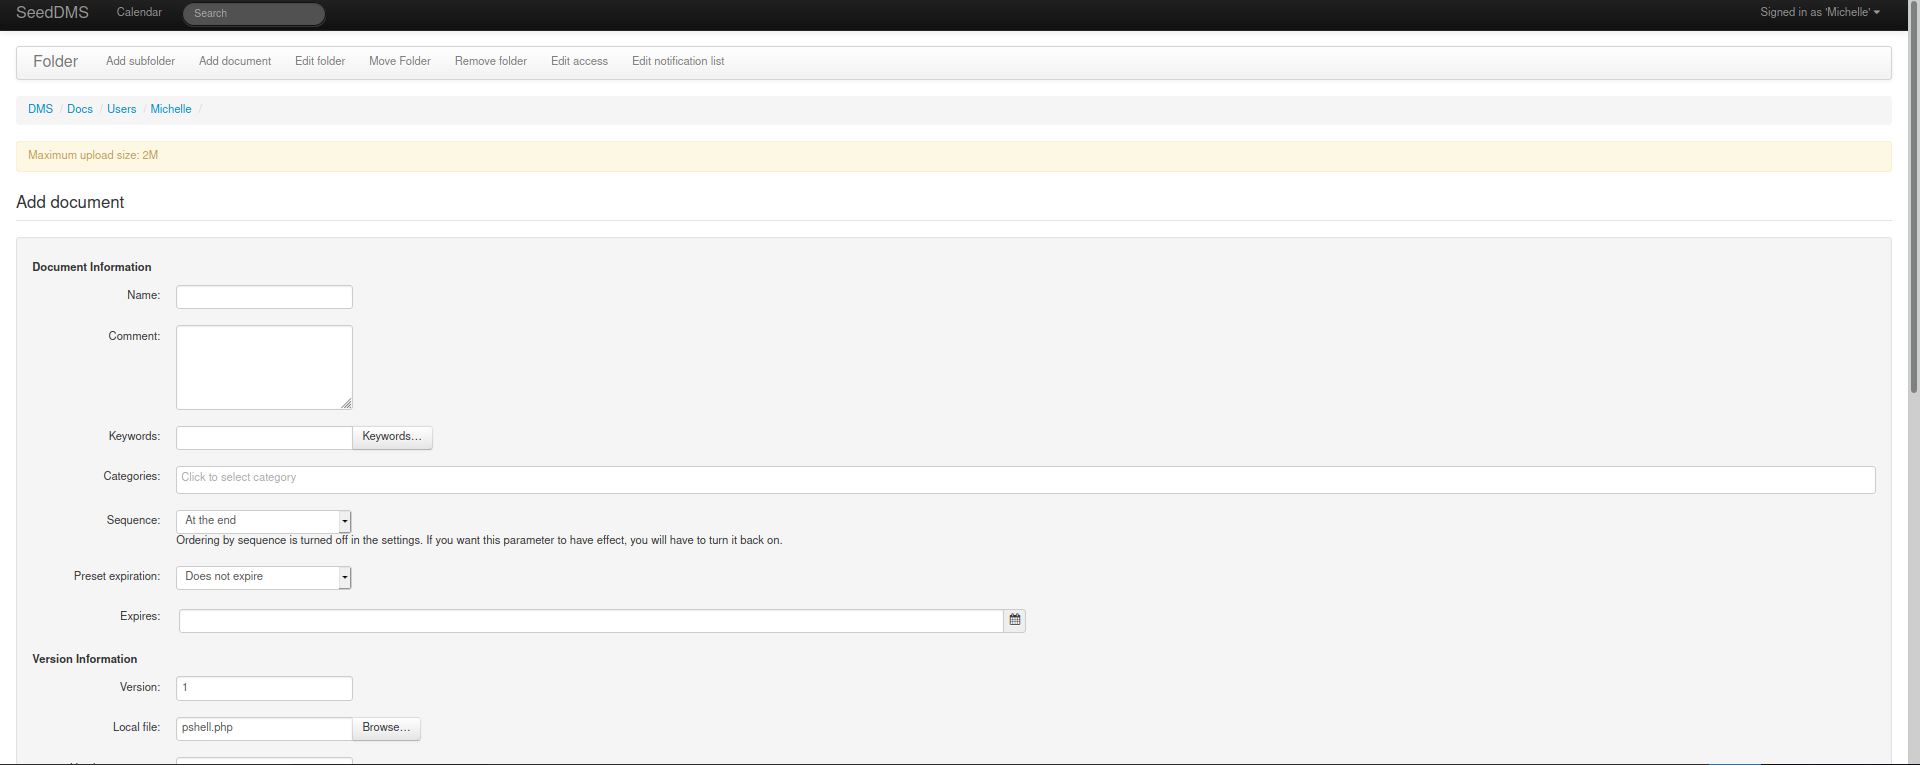 SeedDMS Calendar Search Signed in as 'Michelle'
Folder Add subfolder Add document Edit folder Move Folder Remove folder Edit access Edit notification list
DMS / Docs / Users / Michelle /
Maximum upload size: 2M
Add document
Document Information
Name:
Comment:
Keywords: Keywords...
Categories: Click to select category
Sequence: At the end
Ordering by sequence is turned off in the settings. If you want this parameter to have effect, you will have to turn it back on.
Preset expiration: Does not expire
Expires:
Version Information
Version: 1
Local file: pshell.php Browse...